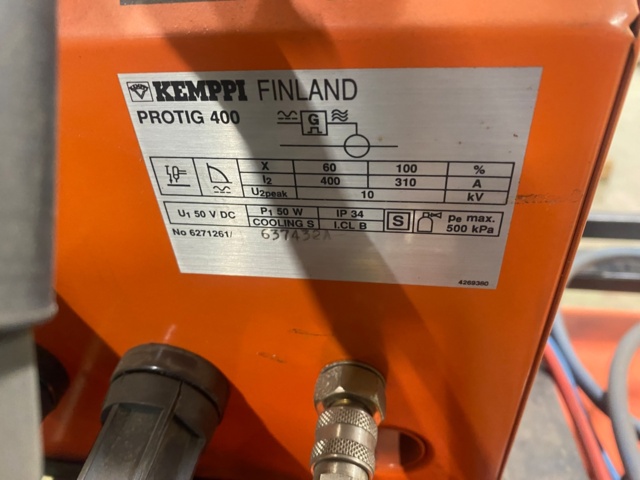 KEMPPI FINLAND
PROTIG 400
G
X 60 100 %
I2 400 310 A
U2peak 10 kV
U1 50 V DC P1 50 W IP 34 S Pe max.
COOLING S I.CL B 500 kPa
No 6271261/ 637432A
4269360